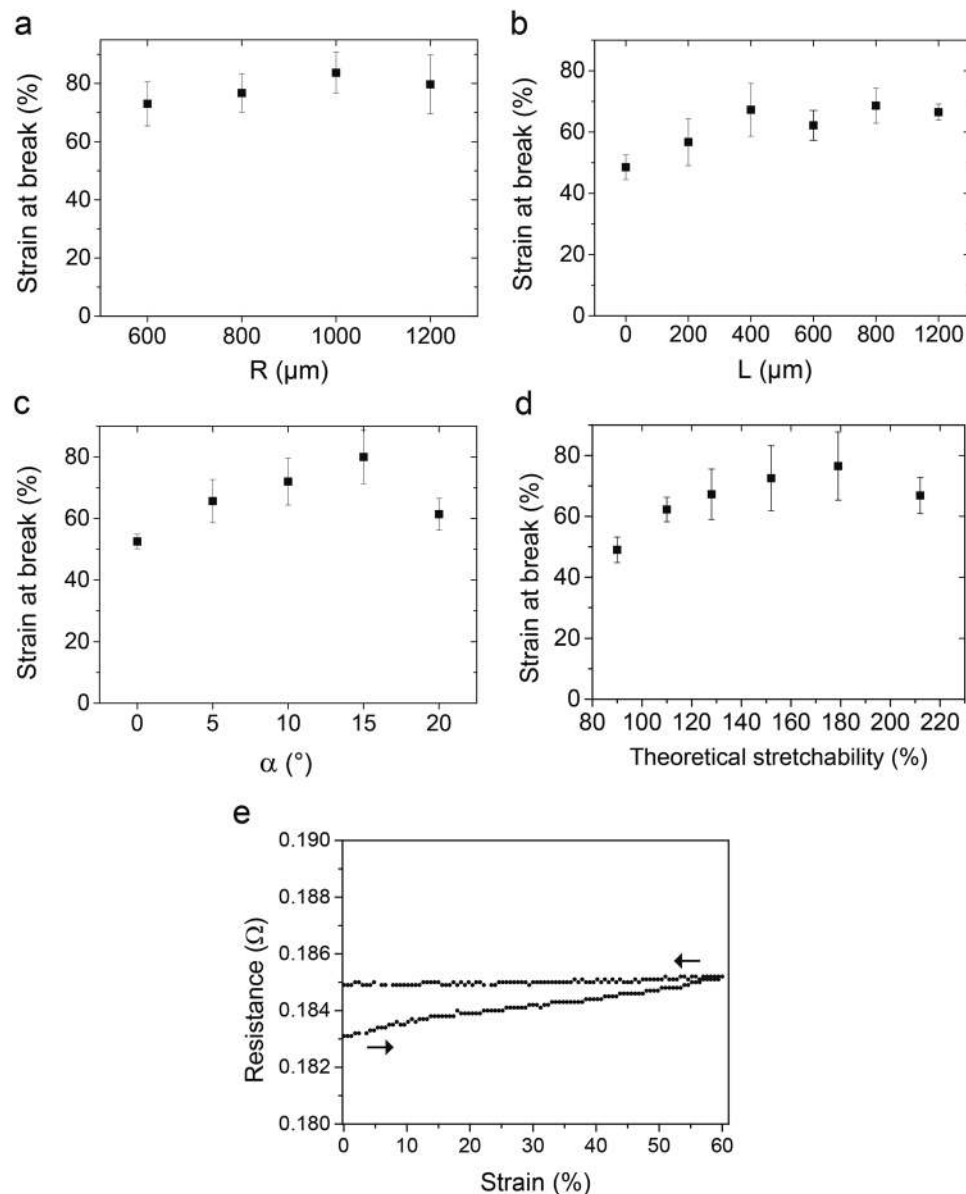 a
Strain at break (%)
80
60
40
20
0
600 800 1000 1200
R (µm)
b
Strain at break (%)
80
60
40
20
0
0 200 400 600 800 1200
L (µm)
c
Strain at break (%)
80
60
40
20
0
0 5 10 15 20
α (°)
d
Strain at break (%)
80
60
40
20
0
80 100 120 140 160 180 200 220
Theoretical stretchability (%)
e
Resistance (Ω)
0.190
0.188
0.186
0.184
0.182
0.180
0 10 20 30 40 50 60
Strain (%)